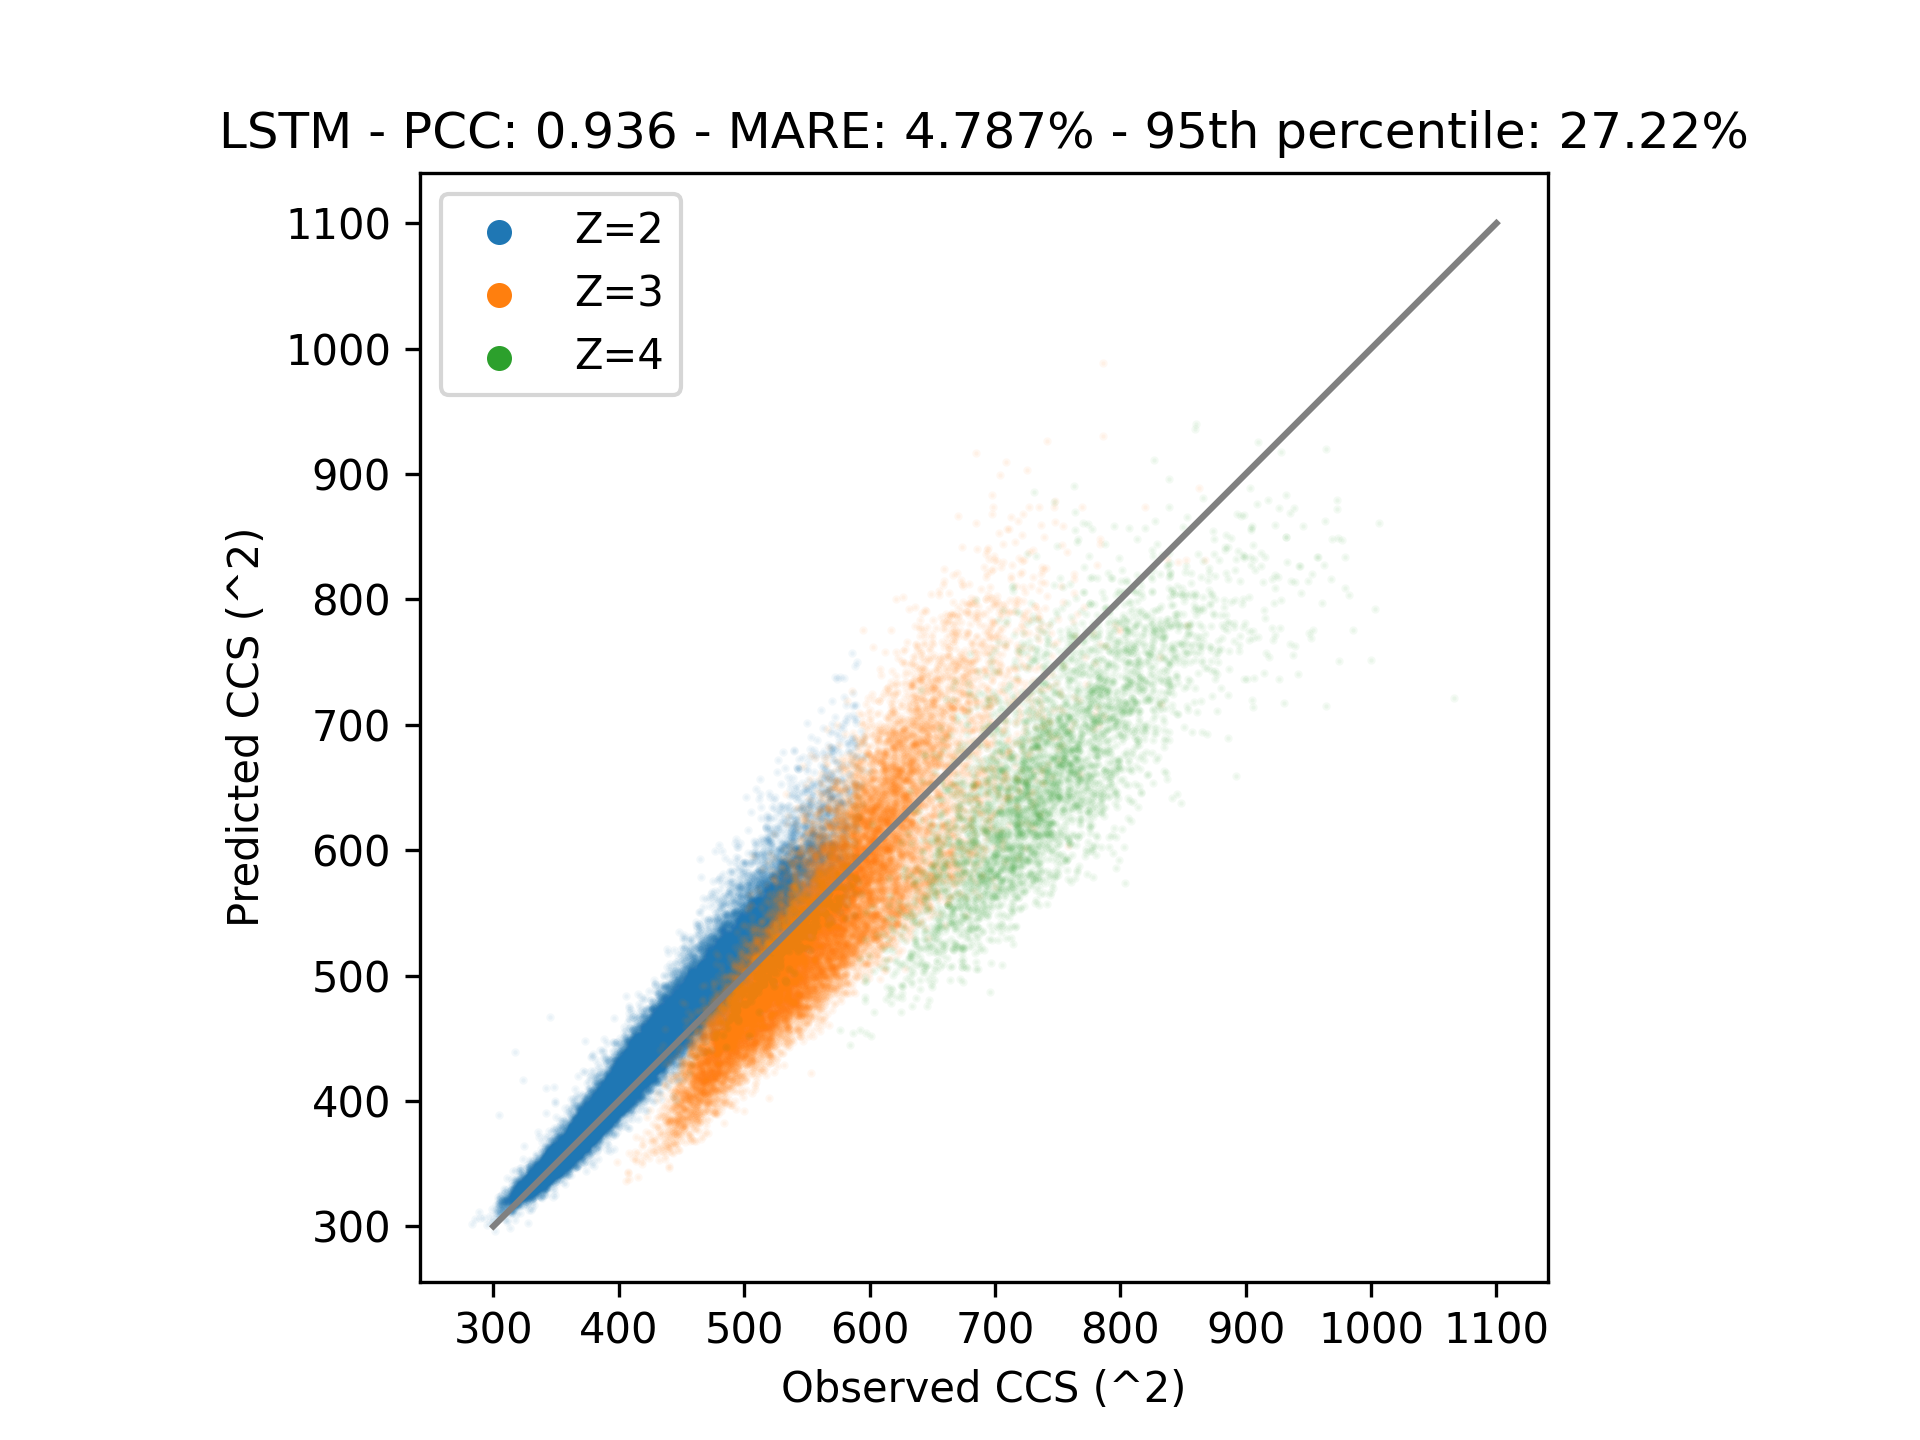 LSTM - PCC: 0.936 - MARE: 4.787% - 95th percentile: 27.22%
Z=2
Z=3
Z=4
1100
1000
900
800
700
600
500
400
300
Predicted CCS (^2)
300 400 500 600 700 800 900 1000 1100
Observed CCS (^2)